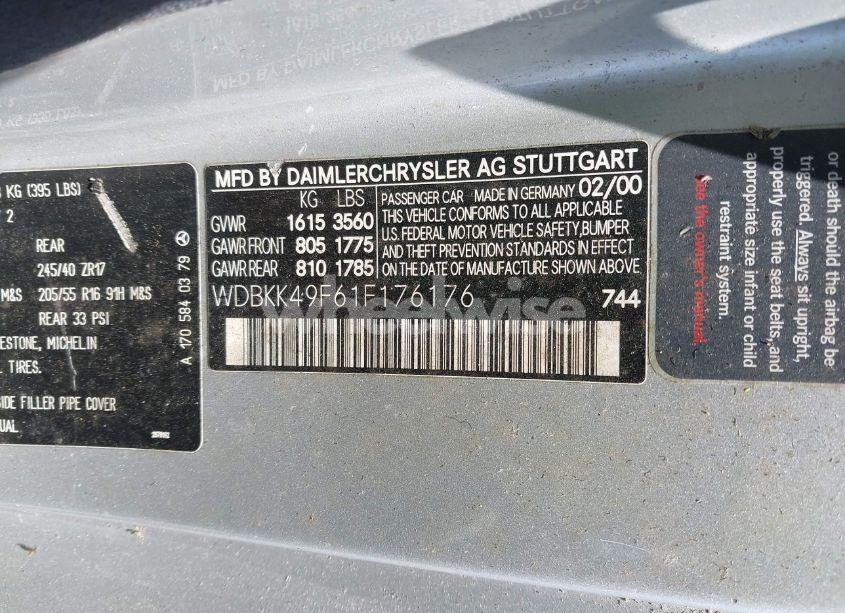 3 KG (395 LBS)
2
REAR
245/40 ZR17
M&S 205/55 R16 91H M&S
REAR 33 PSI
ESTONE, MICHELIN
TIRES.
IDE FILLER PIPE COVER
UAL
A 170 584 03 79
MFD BY DAIMLERCHRYSLER AG STUTTGART
KG LBS
GVWR 1615 3560
GAWR FRONT 805 1775
GAWR REAR 810 1785
PASSENGER CAR MADE IN GERMANY 02/00
THIS VEHICLE CONFORMS TO ALL APPLICABLE
U.S. FEDERAL MOTOR VEHICLE SAFETY,BUMPER
AND THEFT PREVENTION STANDARDS IN EFFECT
ON THE DATE OF MANUFACTURE SHOWN ABOVE
WDBKK49F61F176176 744
wheelwise
or death should the airbag be
triggered. Always sit upright,
properly use the seat belts, and
appropriate size infant or child
restraint system.
See the owner's manual.